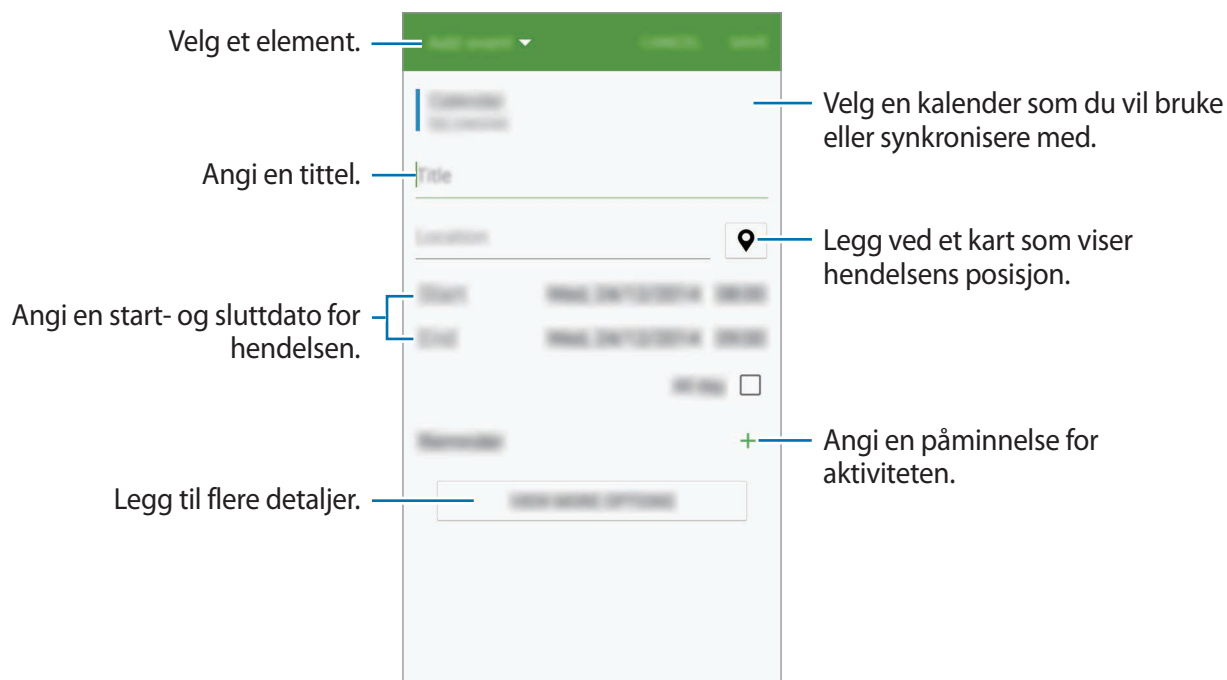 Velg et element.
Velg en kalender som du vil bruke
eller synkronisere med.
Angi en tittel.
Title
Legg ved et kart som viser
hendelsens posisjon.
Angi en start- og sluttdato for
hendelsen.
Angi en påminnelse for
aktiviteten.
Legg til flere detaljer.